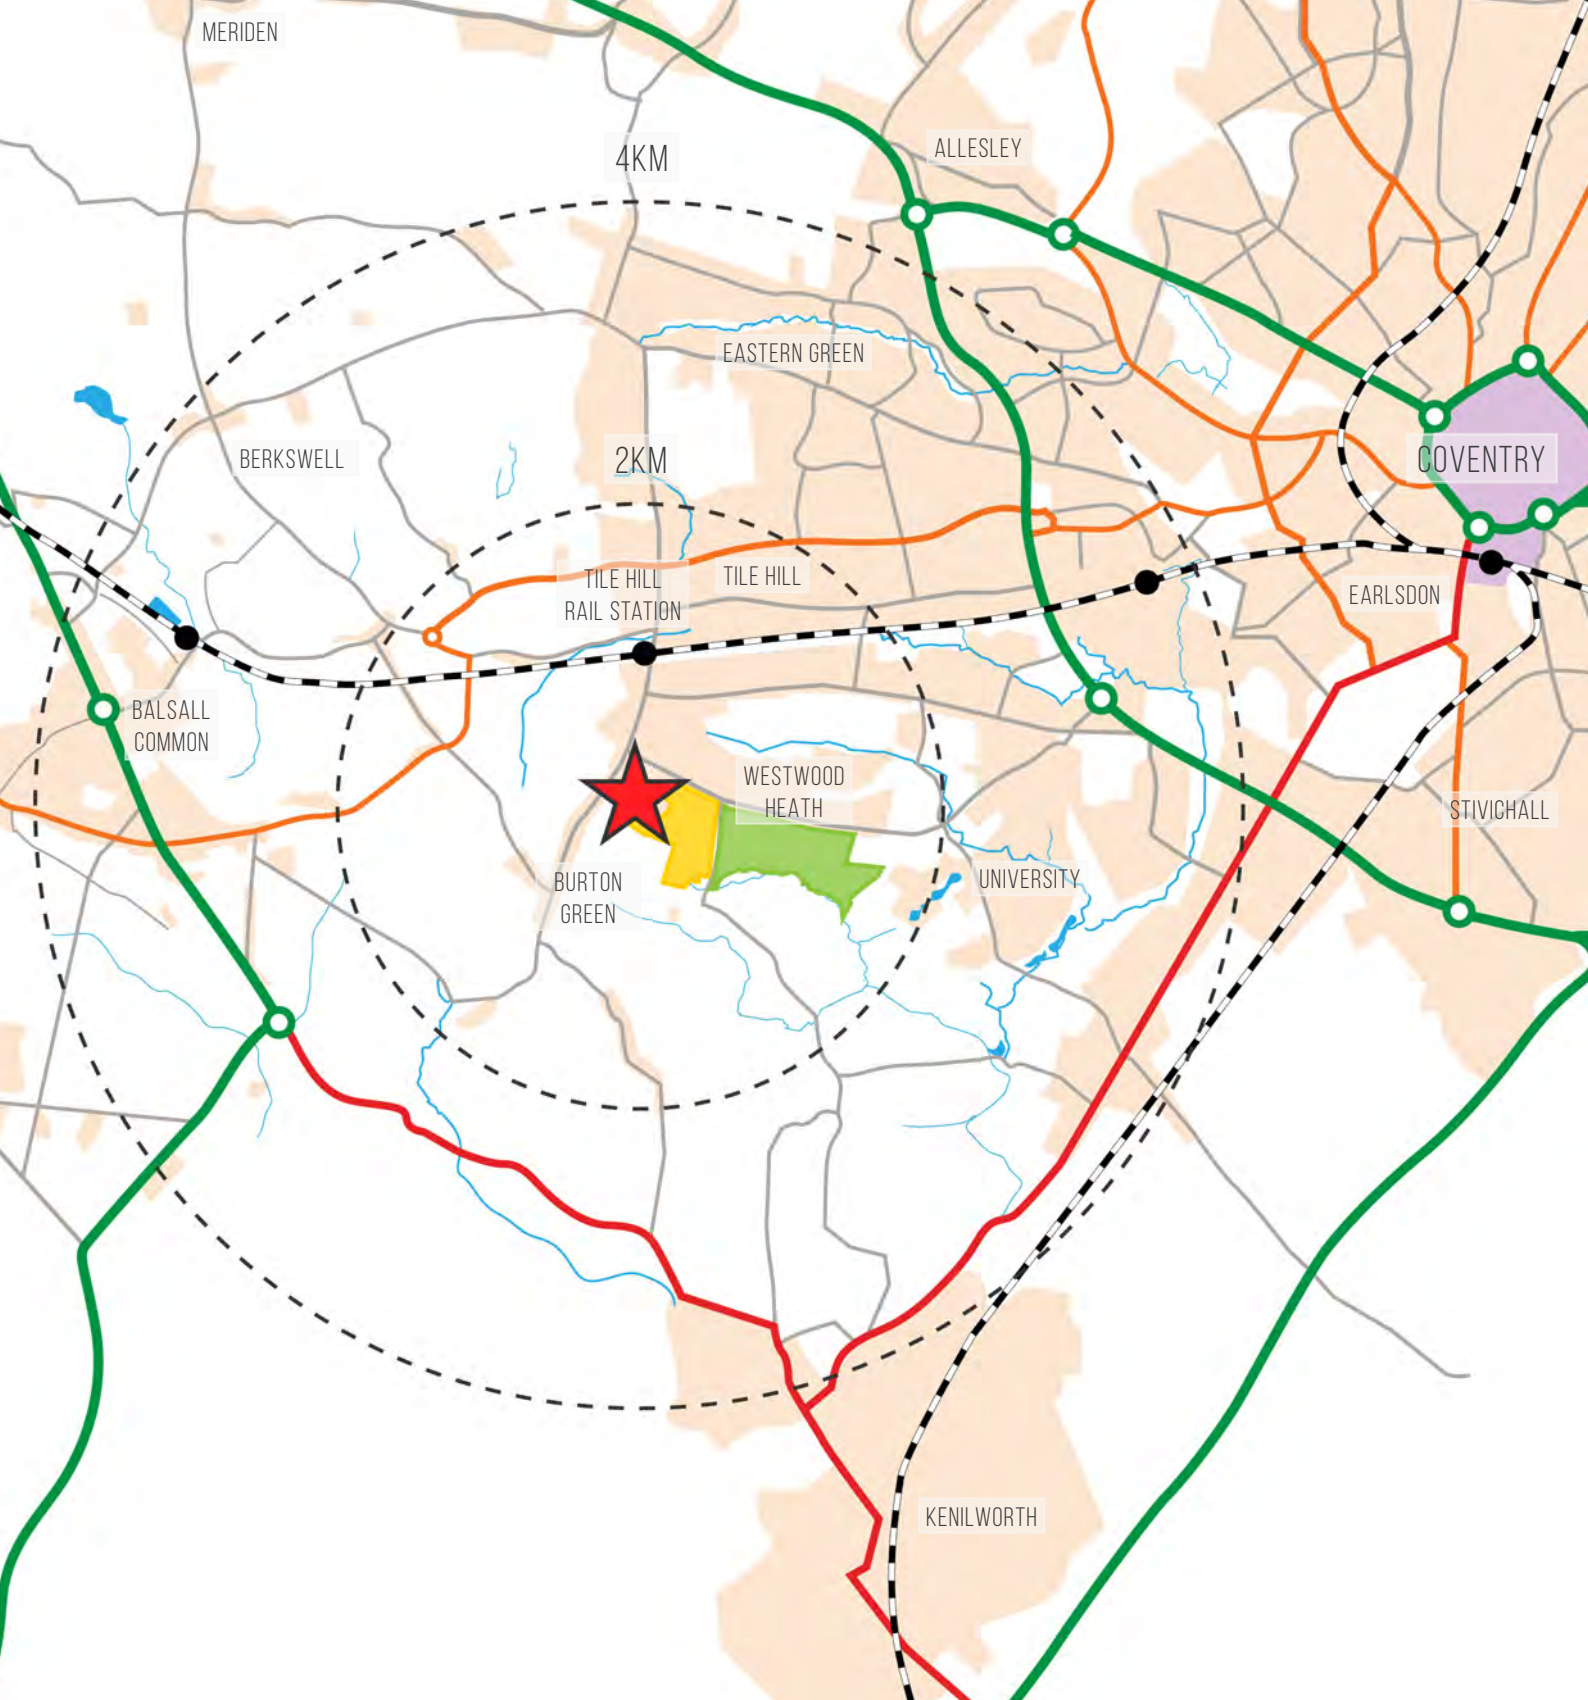 MERIDEN
4KM
ALLESLEY
EASTERN GREEN
BERKSWELL
2KM
COVENTRY
TILE HILL
RAIL STATION
TILE HILL
EARLSDON
BALSALL
COMMON
WESTWOOD
HEATH
STIVICHALL
BURTON
GREEN
UNIVERSITY
KENILWORTH